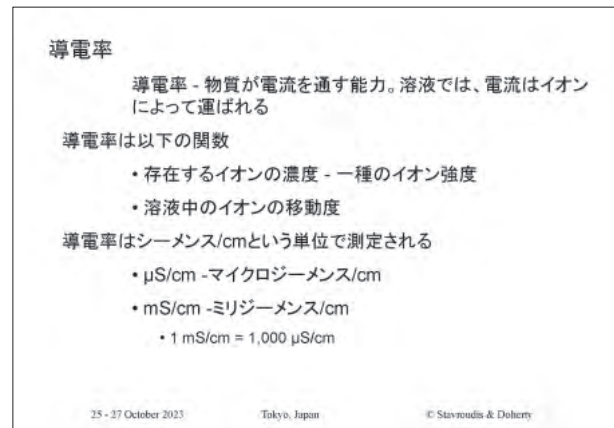 導電率
導電率 - 物質が電流を通す能力。溶液では、電流はイオン
によって運ばれる
導電率は以下の関数
• 存在するイオンの濃度 - 一種のイオン強度
• 溶液中のイオンの移動度
導電率はシーメンス/cmという単位で測定される
• μS/cm -マイクロジーメンス/cm
• mS/cm -ミリジーメンス/cm
• 1 mS/cm = 1,000 μS/cm
25 - 27 October 2023 Tokyo, Japan © Stavroudis & Doherty